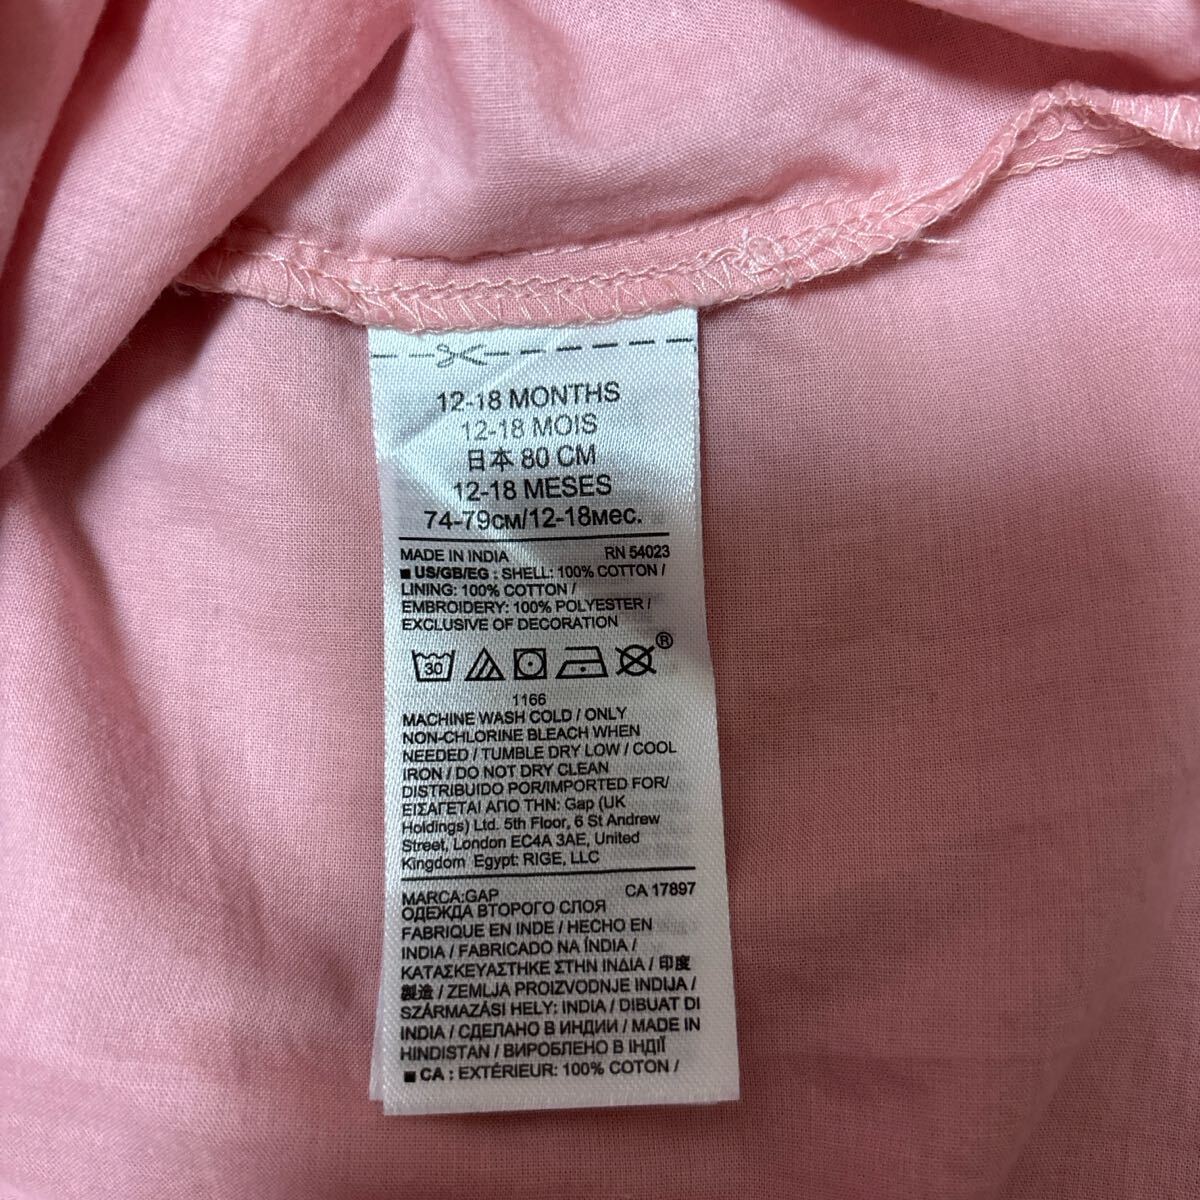 12-18 MONTHS
12-18 MOIS
日本 80 CM
12-18 MESES
74-79см/12-18мес.
MADE IN INDIA RN 54023
■ US/GB/EG : SHELL: 100% COTTON /
LINING: 100% COTTON /
EMBROIDERY: 100% POLYESTER /
EXCLUSIVE OF DECORATION
30 ®
1166
MACHINE WASH COLD / ONLY
NON-CHLORINE BLEACH WHEN
NEEDED / TUMBLE DRY LOW / COOL
IRON / DO NOT DRY CLEAN
DISTRIBUIDO POR/IMPORTED FOR/
ΕΙΣΑΓΕΤΑΙ ΑΠΟ ΤΗΝ: Gap (UK
Holdings) Ltd. 5th Floor, 6 St Andrew
Street, London EC4A 3AE, United
Kingdom Egypt: RIGE, LLC
MARCA:GAP CA 17897
ОДЕЖДА ВТОРОГО СЛОЯ
FABRIQUE EN INDE / HECHO EN
INDIA / FABRICADO NA ÍNDIA /
ΚΑΤΑΣΚΕΥΑΣΤΗΚΕ ΣΤΗΝ ΙΝΔΙΑ / 印度
製造 / ZEMLJA PROIZVODNJE INDIJA /
SZÁRMAZÁSI HELY: INDIA / DIBUAT DI
INDIA / СДЕЛАНО В ИНДИИ / MADE IN
HINDISTAN / ВИРОБЛЕНО В ІНДІЇ
■ CA : EXTÉRIEUR: 100% COTON /